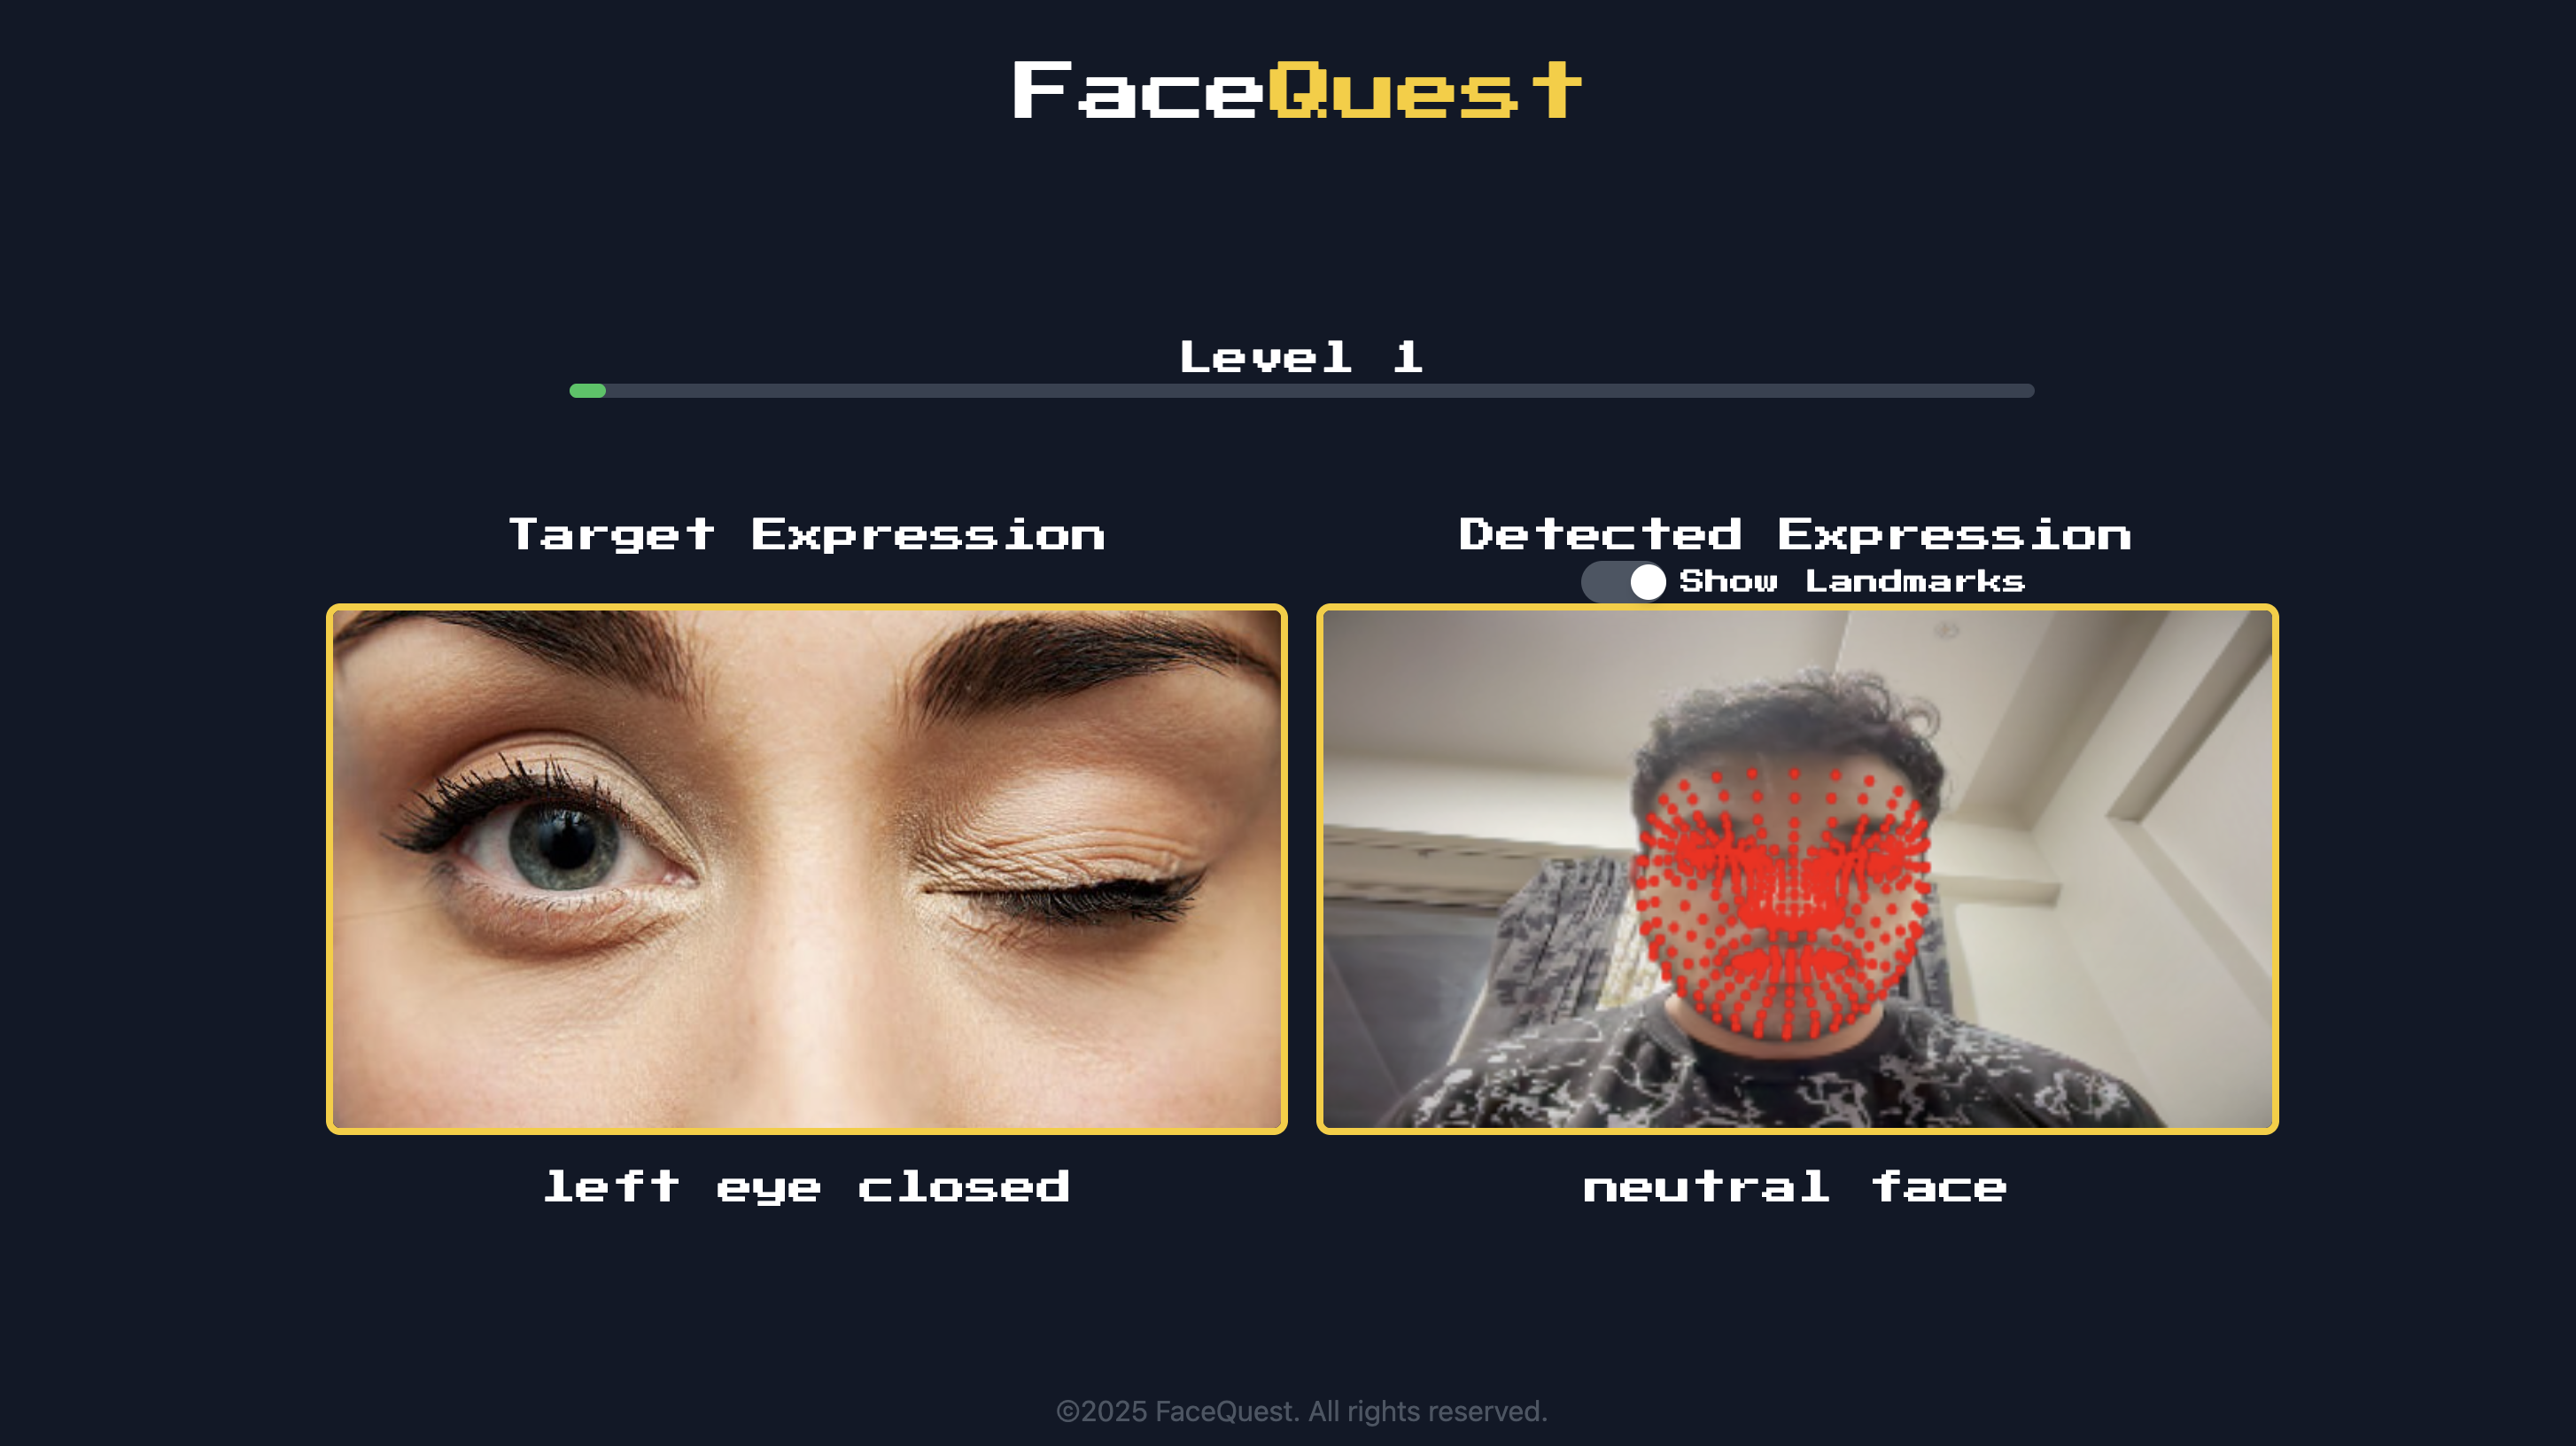 FaceQuest
Level 1
Target Expression
Detected Expression
Show Landmarks
left eye closed
neutral face
©2025 FaceQuest. All rights reserved.